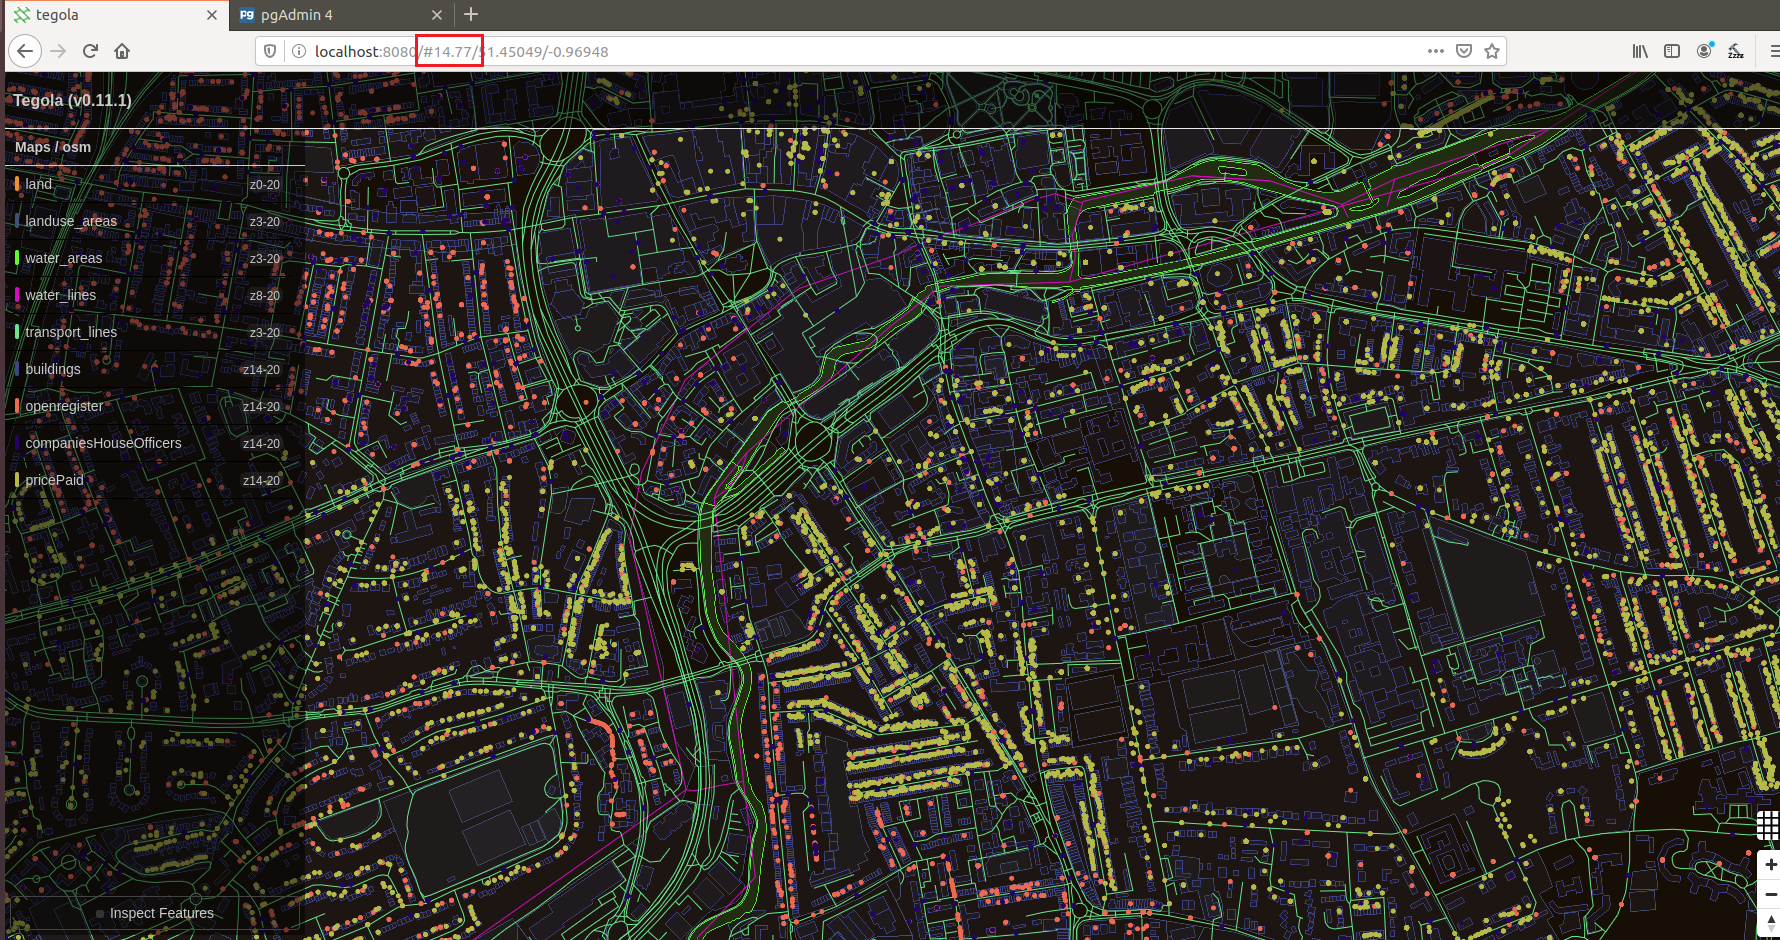 tegola
pgAdmin 4
localhost:8080/#14.77/51.45049/-0.96948
Tegola (v0.11.1)
Maps / osm
land z0-20
landuse_areas z3-20
water_areas z3-20
water_lines z8-20
transport_lines z3-20
buildings z14-20
openregister z14-20
companiesHouseOfficers z14-20
pricePaid z14-20
Inspect Features